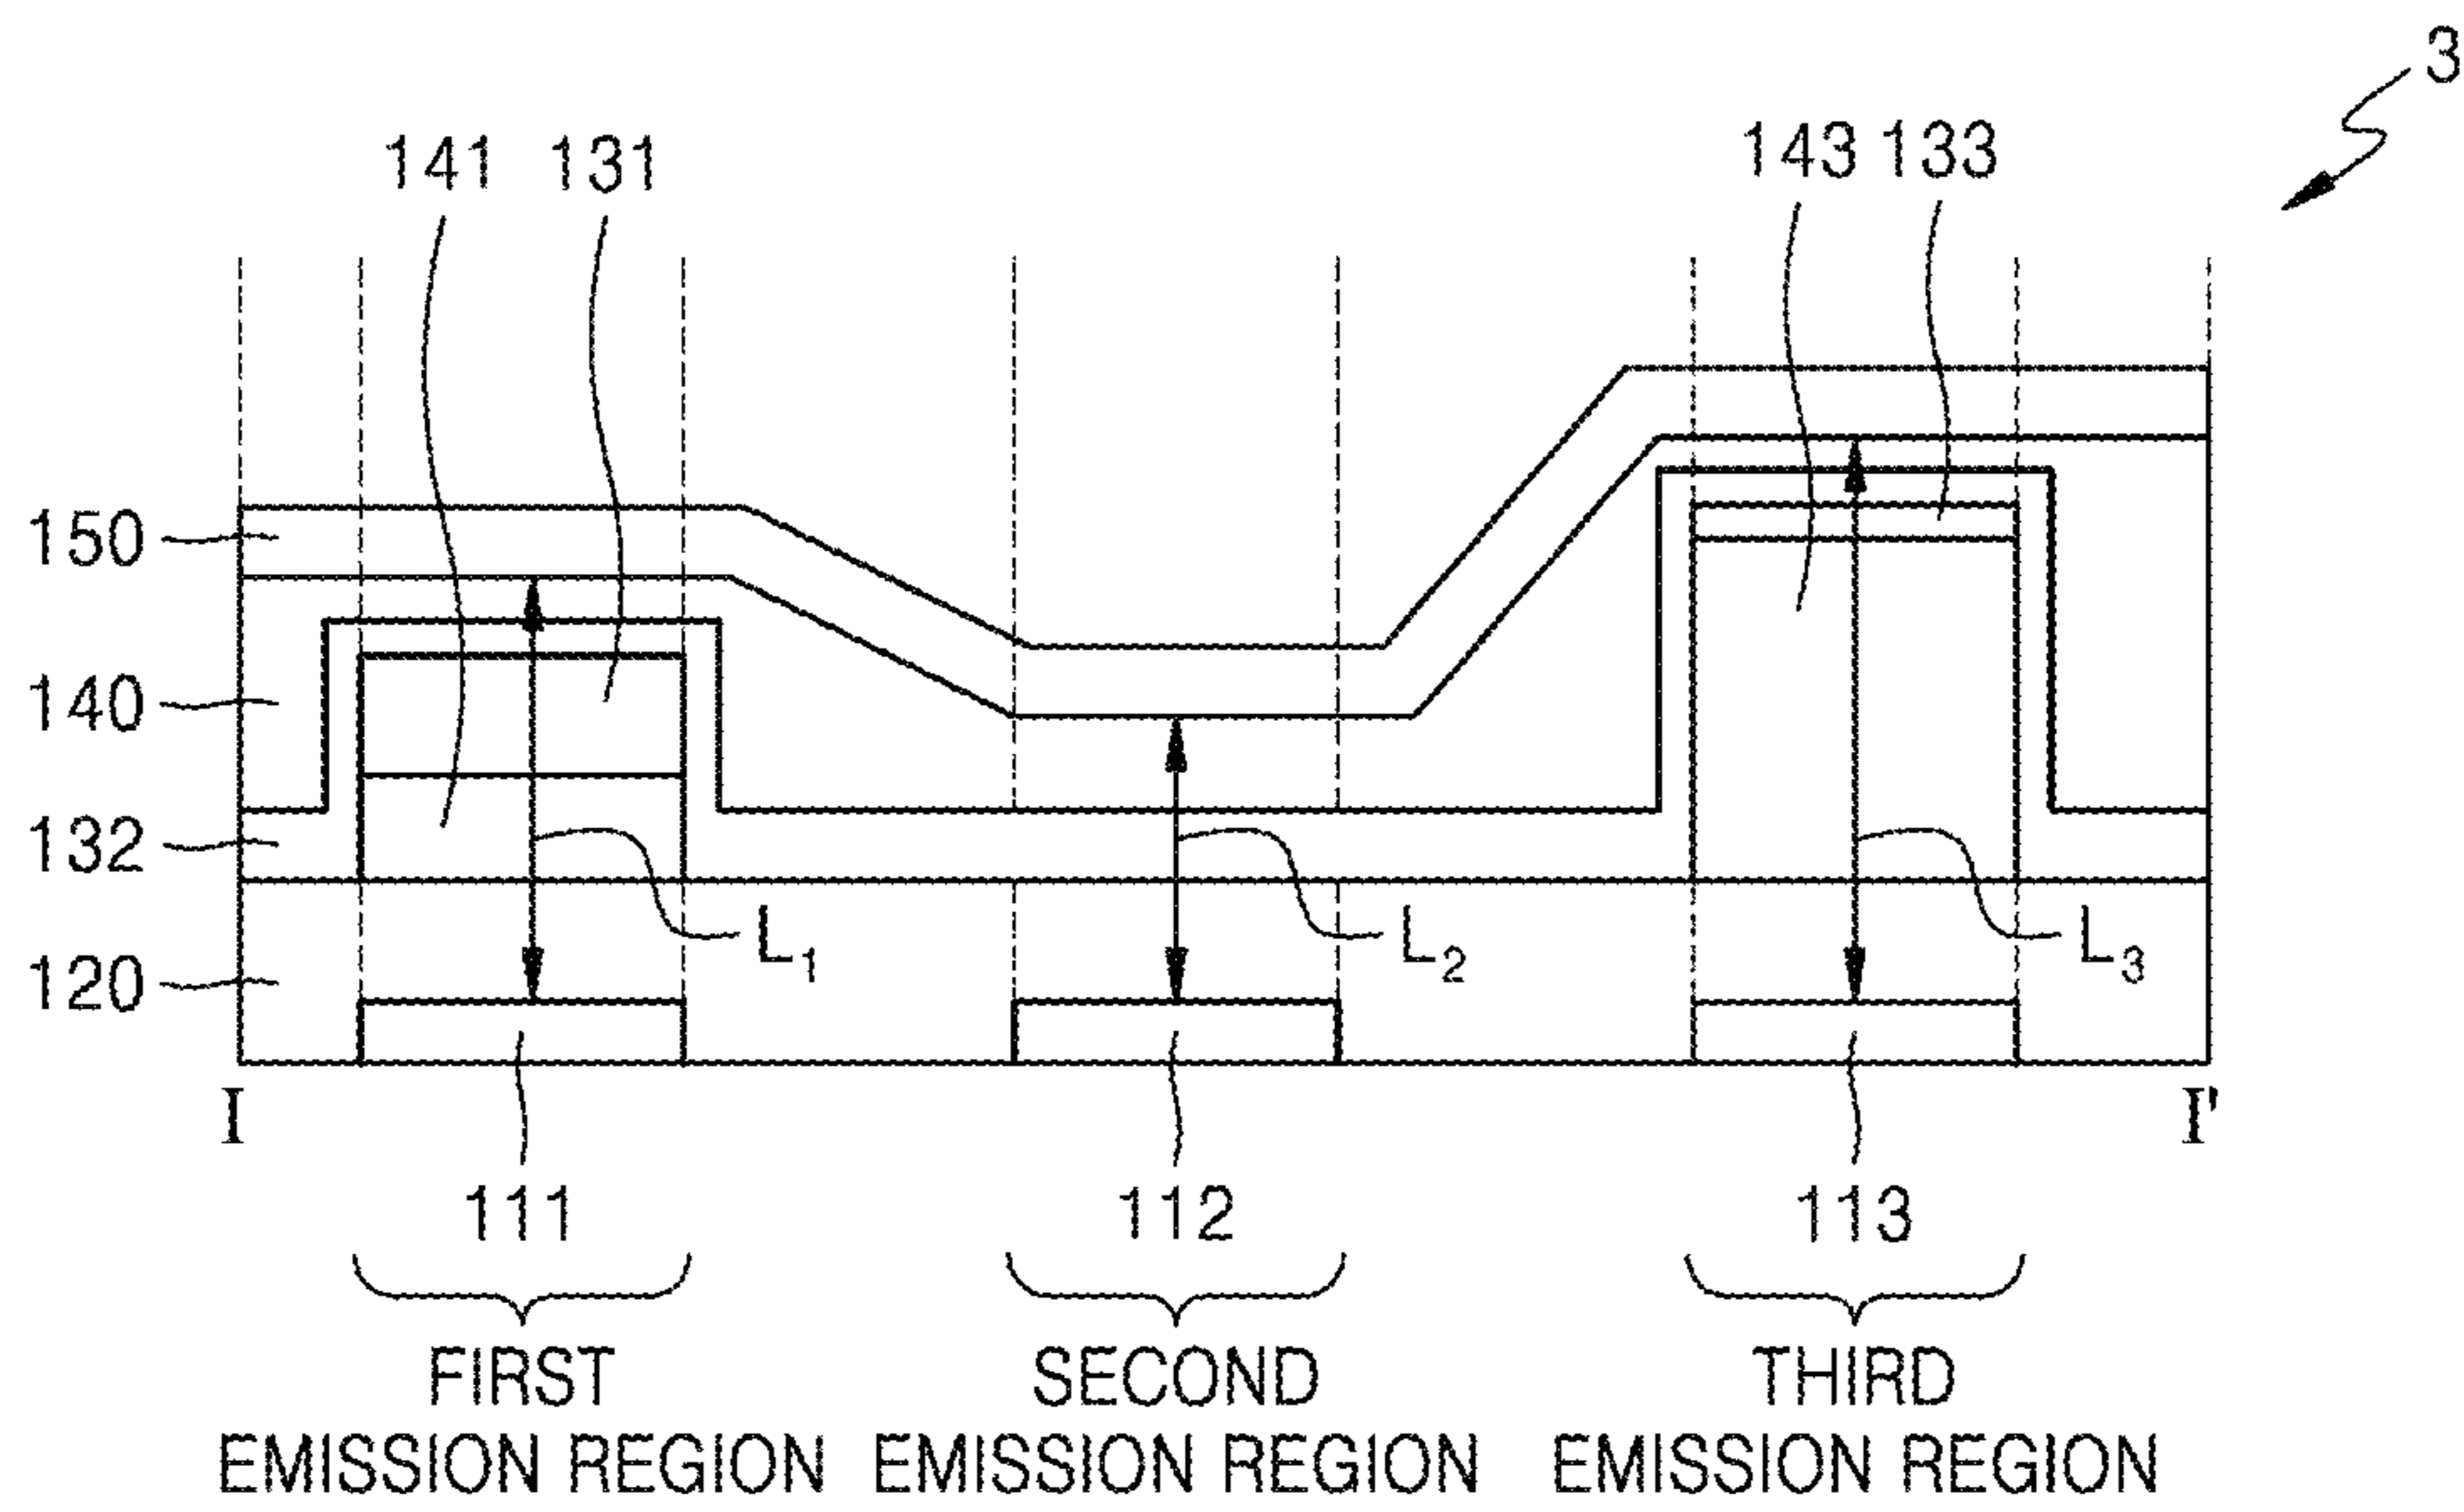 3
141 131
143 133
150
140
132
120
L1
L2
L3
I
I'
111
112
113
FIRST
EMISSION REGION
SECOND
EMISSION REGION
THIRD
EMISSION REGION